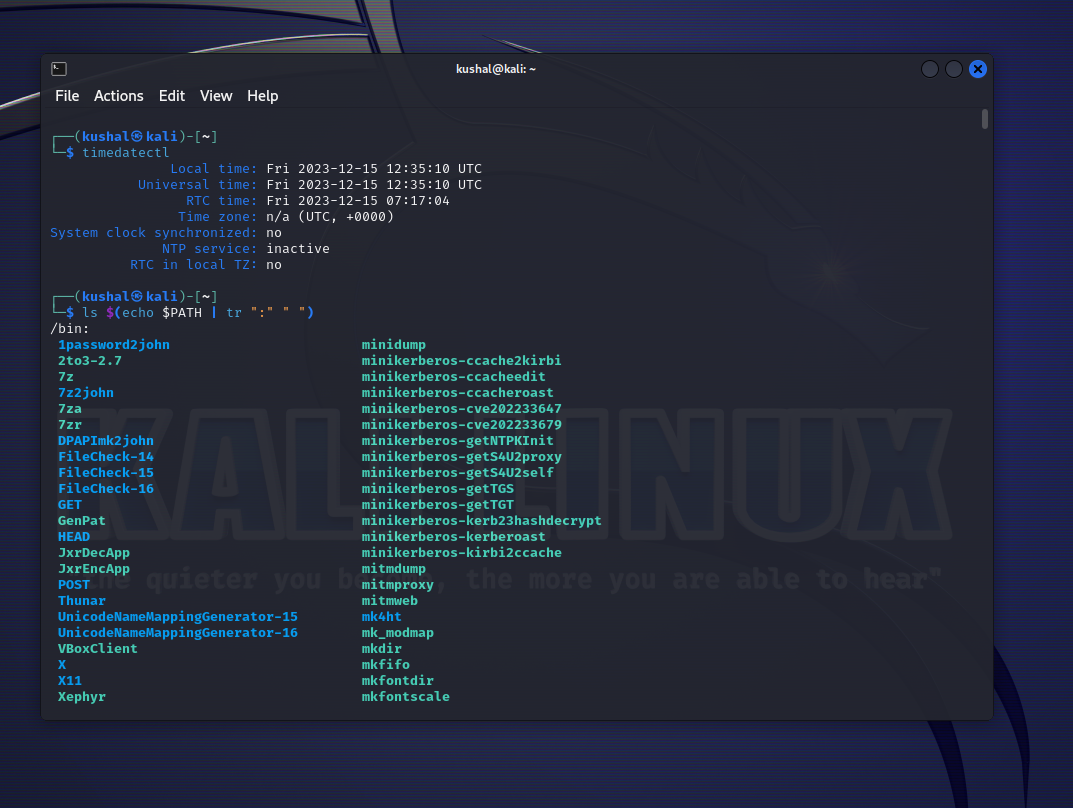 kushal@kali: ~
File Actions Edit View Help
┌──(kushal㉿kali)-[~]
└─$ timedatectl
Local time: Fri 2023-12-15 12:35:10 UTC
Universal time: Fri 2023-12-15 12:35:10 UTC
RTC time: Fri 2023-12-15 07:17:04
Time zone: n/a (UTC, +0000)
System clock synchronized: no
NTP service: inactive
RTC in local TZ: no
┌──(kushal㉿kali)-[~]
└─$ ls $(echo $PATH | tr ":" " ")
/bin:
1password2john minidump
2to3-2.7 minikerberos-ccache2kirbi
7z minikerberos-ccacheedit
7z2john minikerberos-ccacheroast
7za minikerberos-cve202233647
7zr minikerberos-cve202233679
DPAPImk2john minikerberos-getNTPKInit
FileCheck-14 minikerberos-getS4U2proxy
FileCheck-15 minikerberos-getS4U2self
FileCheck-16 minikerberos-getTGS
GET minikerberos-getTGT
GenPat minikerberos-kerb23hashdecrypt
HEAD minikerberos-kerberoast
JxrDecApp minikerberos-kirbi2ccache
JxrEncApp mitmdump
POST mitmproxy
Thunar mitmweb
UnicodeNameMappingGenerator-15 mk4ht
UnicodeNameMappingGenerator-16 mk_modmap
VBoxClient mkdir
X mkfifo
X11 mkfontdir
Xephyr mkfontscale
KALI LINUX
the quieter you become, the more you are able to hear"